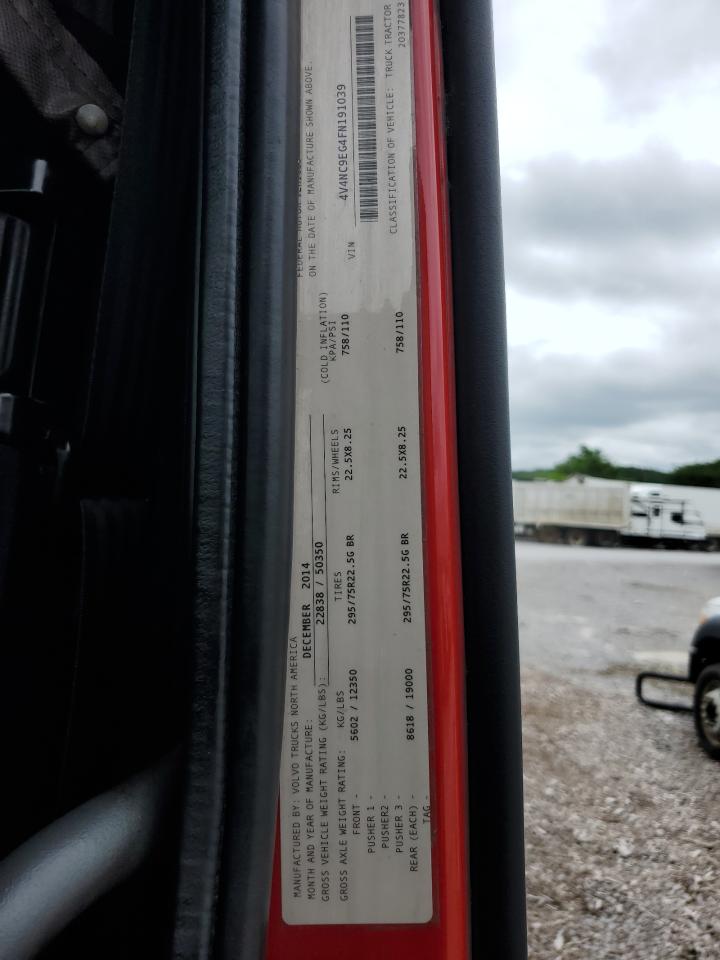 MANUFACTURED BY: VOLVO TRUCKS NORTH AMERICA
MONTH AND YEAR OF MANUFACTURE: DECEMBER 2014
GROSS VEHICLE WEIGHT RATING (KG/LBS): 22838 / 50350
GROSS AXLE WEIGHT RATING: KG/LBS TIRES RIMS/WHEELS (COLD INFLATION) KPA/PSI
FRONT - 5602 / 12350 295/75R22.5G BR 22.5X8.25 758/110
PUSHER 1 -
PUSHER2 -
PUSHER 3 -
REAR (EACH) - 8618 / 19000 295/75R22.5G BR 22.5X8.25 758/110
TAG -
FEDERAL MOTOR
ON THE DATE OF MANUFACTURE SHOWN ABOVE.
VIN 4V4NC9EG4FN191039
CLASSIFICATION OF VEHICLE: TRUCK TRACTOR
20377823